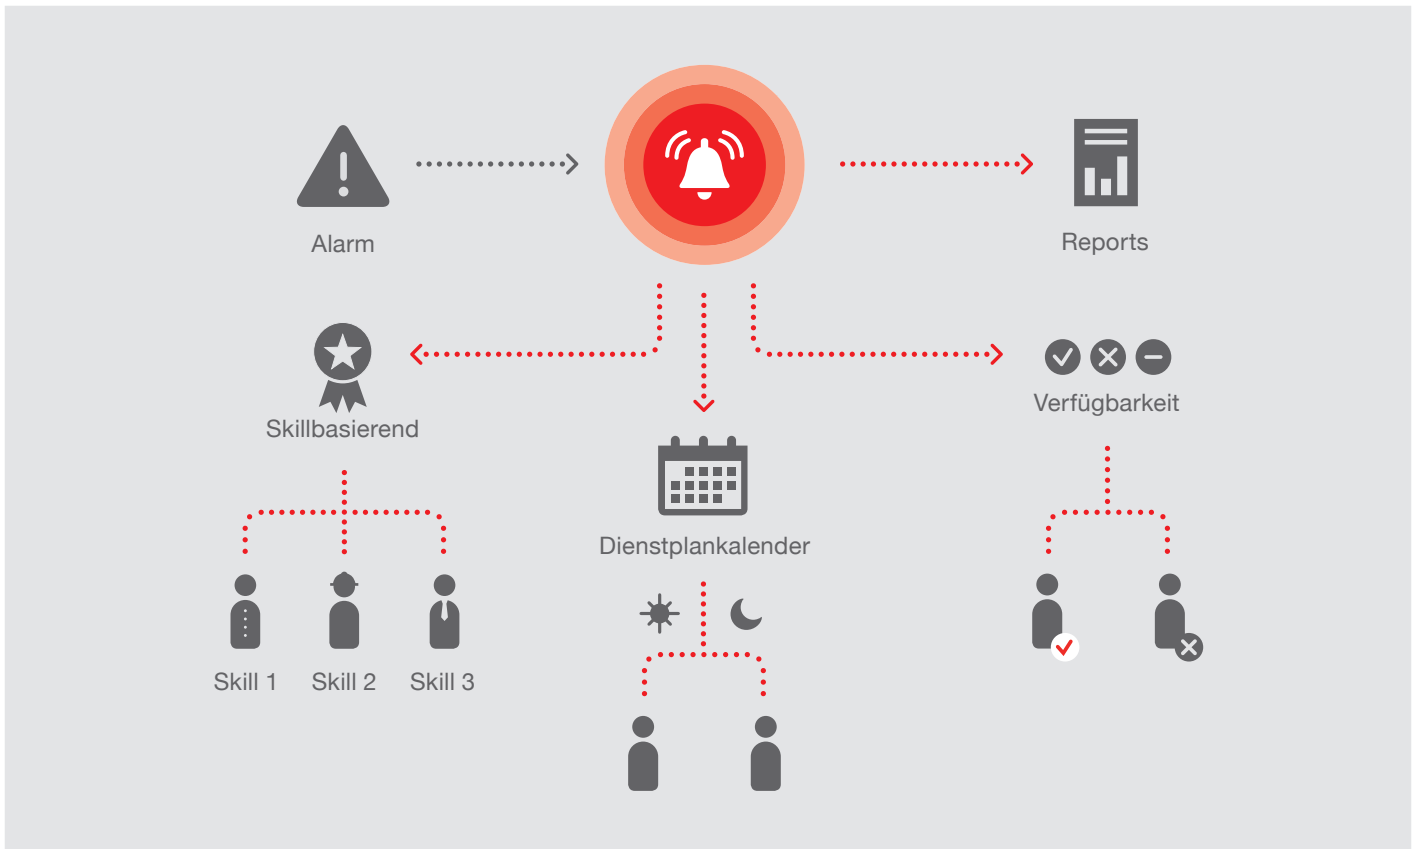 Alarm
Reports
Skillbasierend
Verfügbarkeit
Dienstplankalender
Skill 1
Skill 2
Skill 3